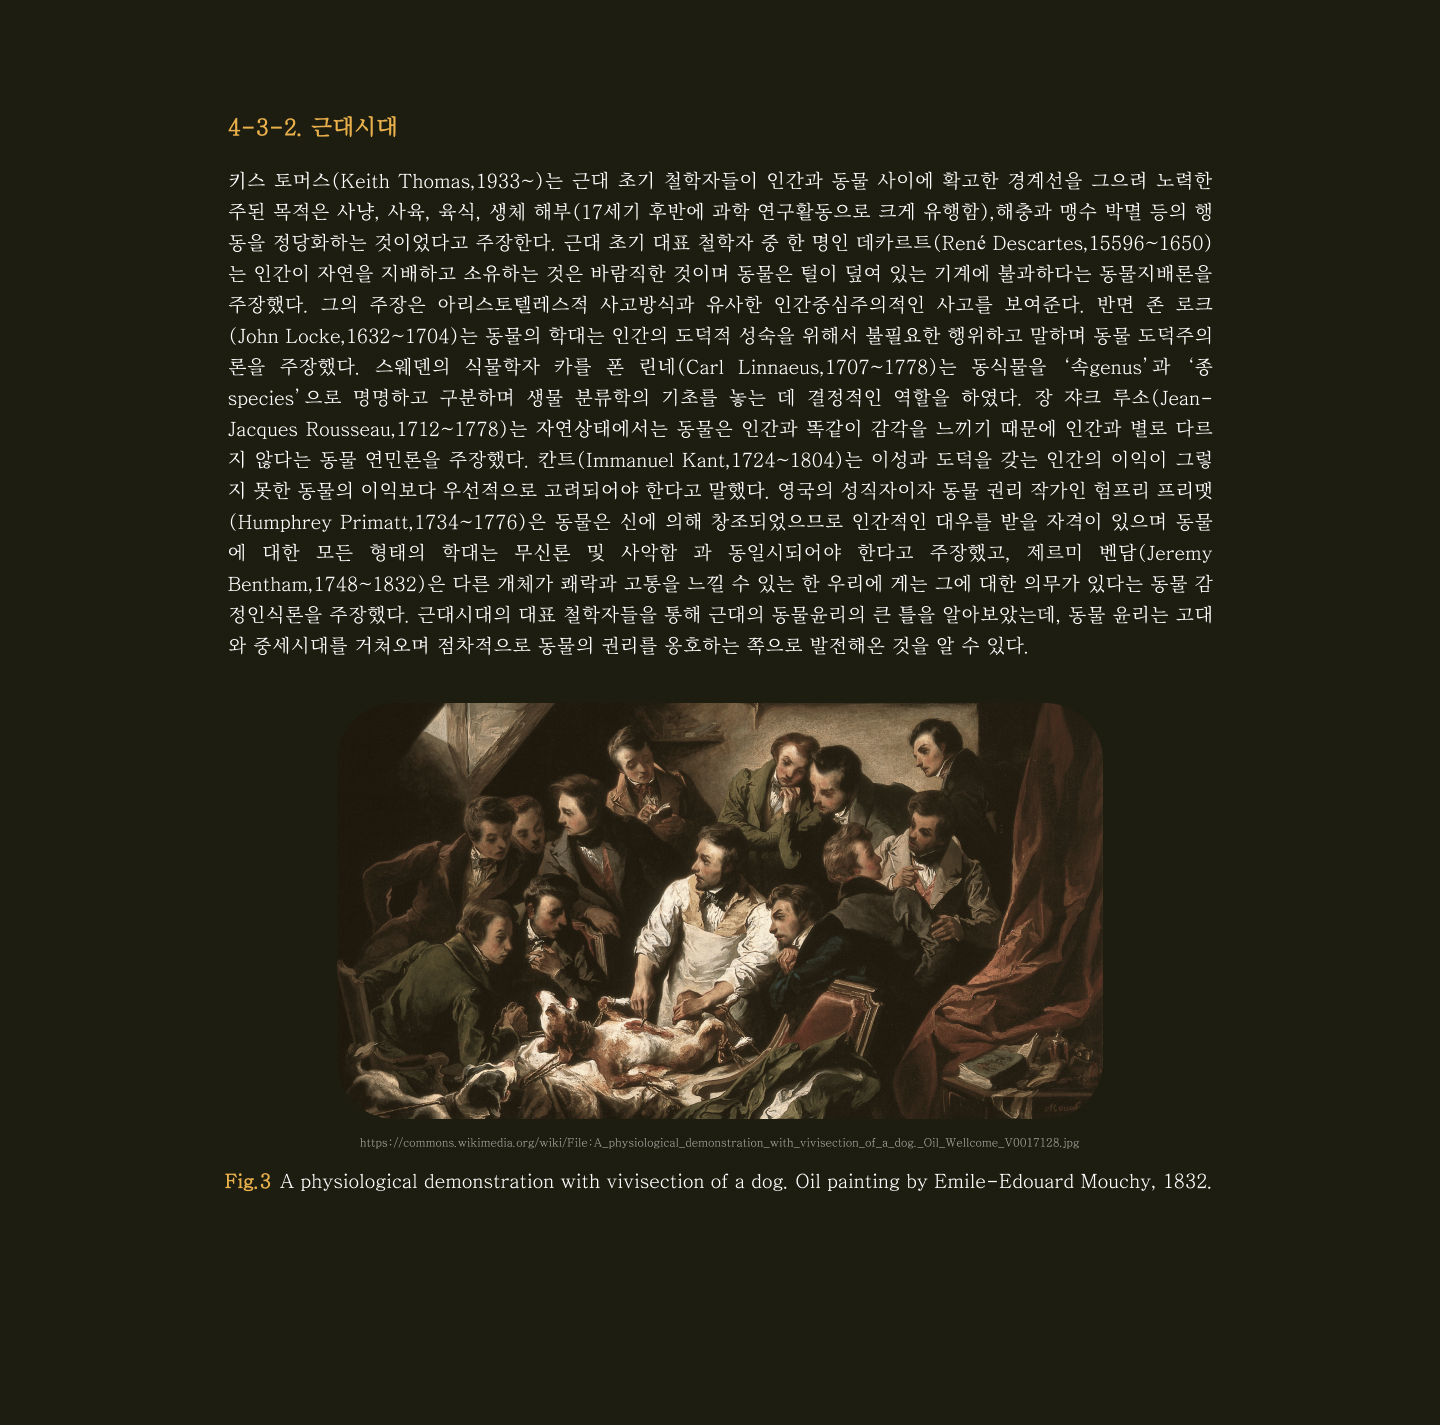 4-3-2. 근대시대
키스 토머스(Keith Thomas,1933~)는 근대 초기 철학자들이 인간과 동물 사이에 확고한 경계선을 그으려 노력한
주된 목적은 사냥, 사육, 육식, 생체 해부(17세기 후반에 과학 연구활동으로 크게 유행함),해충과 맹수 박멸 등의 행
동을 정당화하는 것이었다고 주장한다. 근대 초기 대표 철학자 중 한 명인 데카르트(René Descartes,15596~1650)
는 인간이 자연을 지배하고 소유하는 것은 바람직한 것이며 동물은 털이 덮여 있는 기계에 불과하다는 동물지배론을
주장했다. 그의 주장은 아리스토텔레스적 사고방식과 유사한 인간중심주의적인 사고를 보여준다. 반면 존 로크
(John Locke,1632~1704)는 동물의 학대는 인간의 도덕적 성숙을 위해서 불필요한 행위하고 말하며 동물 도덕주의
론을 주장했다. 스웨덴의 식물학자 카를 폰 린네(Carl Linnaeus,1707~1778)는 동식물을 ‘속genus’과 ‘종
species’으로 명명하고 구분하며 생물 분류학의 기초를 놓는 데 결정적인 역할을 하였다. 장 쟈크 루소(Jean-
Jacques Rousseau,1712~1778)는 자연상태에서는 동물은 인간과 똑같이 감각을 느끼기 때문에 인간과 별로 다르
지 않다는 동물 연민론을 주장했다. 칸트(Immanuel Kant,1724~1804)는 이성과 도덕을 갖는 인간의 이익이 그렇
지 못한 동물의 이익보다 우선적으로 고려되어야 한다고 말했다. 영국의 성직자이자 동물 권리 작가인 험프리 프리맷
(Humphrey Primatt,1734~1776)은 동물은 신에 의해 창조되었으므로 인간적인 대우를 받을 자격이 있으며 동물
에 대한 모든 형태의 학대는 무신론 및 사악함 과 동일시되어야 한다고 주장했고, 제르미 벤담(Jeremy
Bentham,1748~1832)은 다른 개체가 쾌락과 고통을 느낄 수 있는 한 우리에 게는 그에 대한 의무가 있다는 동물 감
정인식론을 주장했다. 근대시대의 대표 철학자들을 통해 근대의 동물윤리의 큰 틀을 알아보았는데, 동물 윤리는 고대
와 중세시대를 거쳐오며 점차적으로 동물의 권리를 옹호하는 쪽으로 발전해온 것을 알 수 있다.
https://commons.wikimedia.org/wiki/File:A_physiological_demonstration_with_vivisection_of_a_dog._Oil_Wellcome_V0017128.jpg
Fig.3 A physiological demonstration with vivisection of a dog. Oil painting by Emile-Edouard Mouchy, 1832.